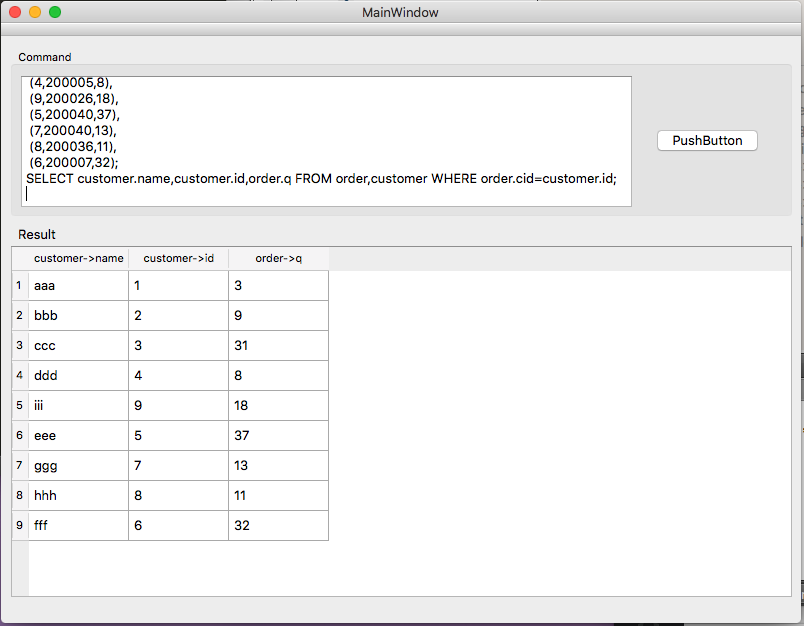 MainWindow
Command
(4,200005,8),
(9,200026,18),
(5,200040,37),
(7,200040,13),
(8,200036,11),
(6,200007,32);
SELECT customer.name,customer.id,order.q FROM order,customer WHERE order.cid=customer.id;
PushButton
Result
customer->name customer->id order->q
1 aaa 1 3
2 bbb 2 9
3 ccc 3 31
4 ddd 4 8
5 iii 9 18
6 eee 5 37
7 ggg 7 13
8 hhh 8 11
9 fff 6 32